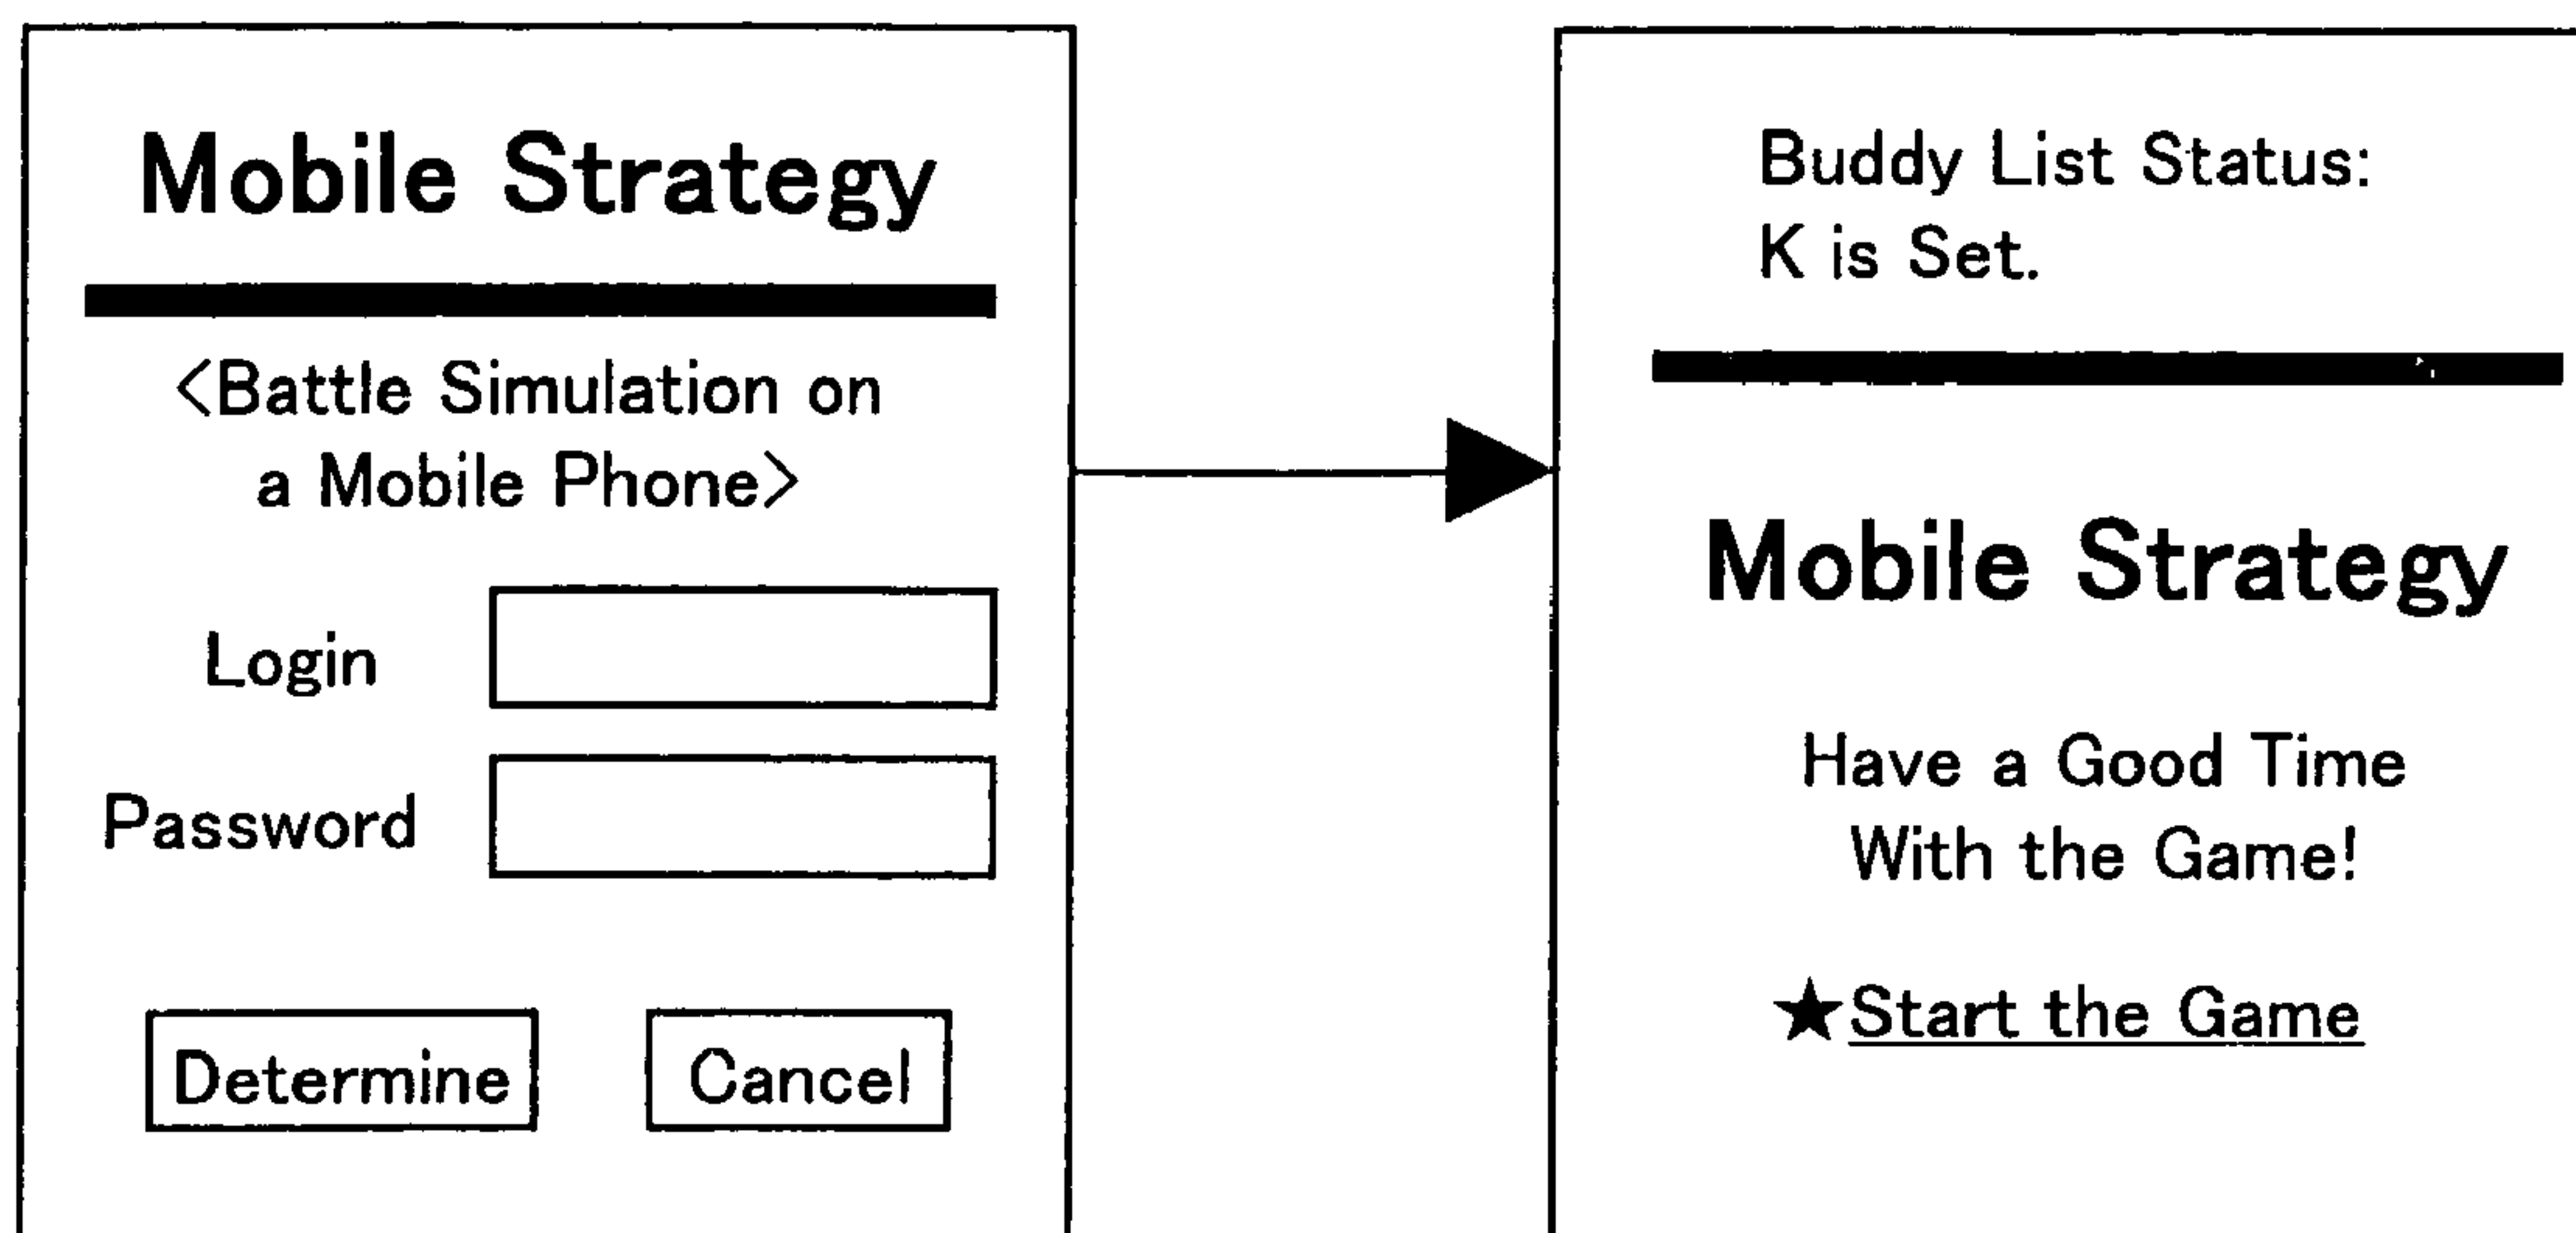 Mobile Strategy
<Battle Simulation on
a Mobile Phone>
Login
Password
Determine
Cancel
Buddy List Status:
K is Set.
Mobile Strategy
Have a Good Time
With the Game!
★Start the Game